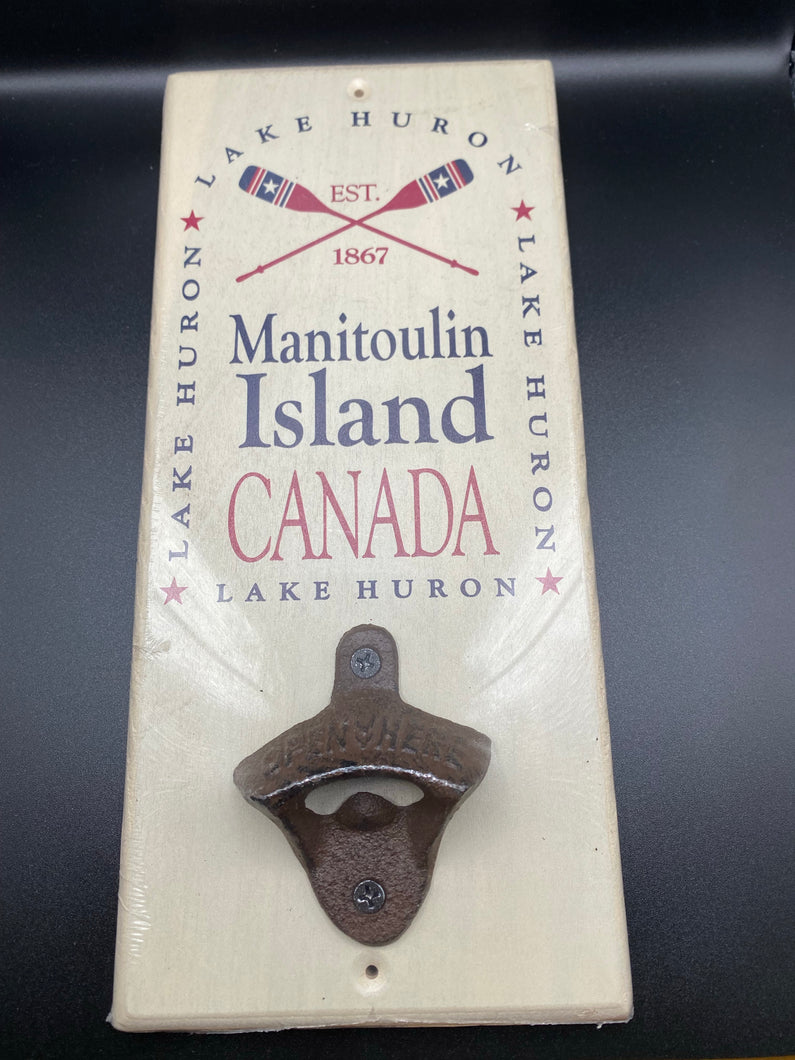 LAKE HURON
EST.
1867
LAKE HURON
LAKE HURON
Manitoulin
Island
CANADA
LAKE HURON
OPEN HERE